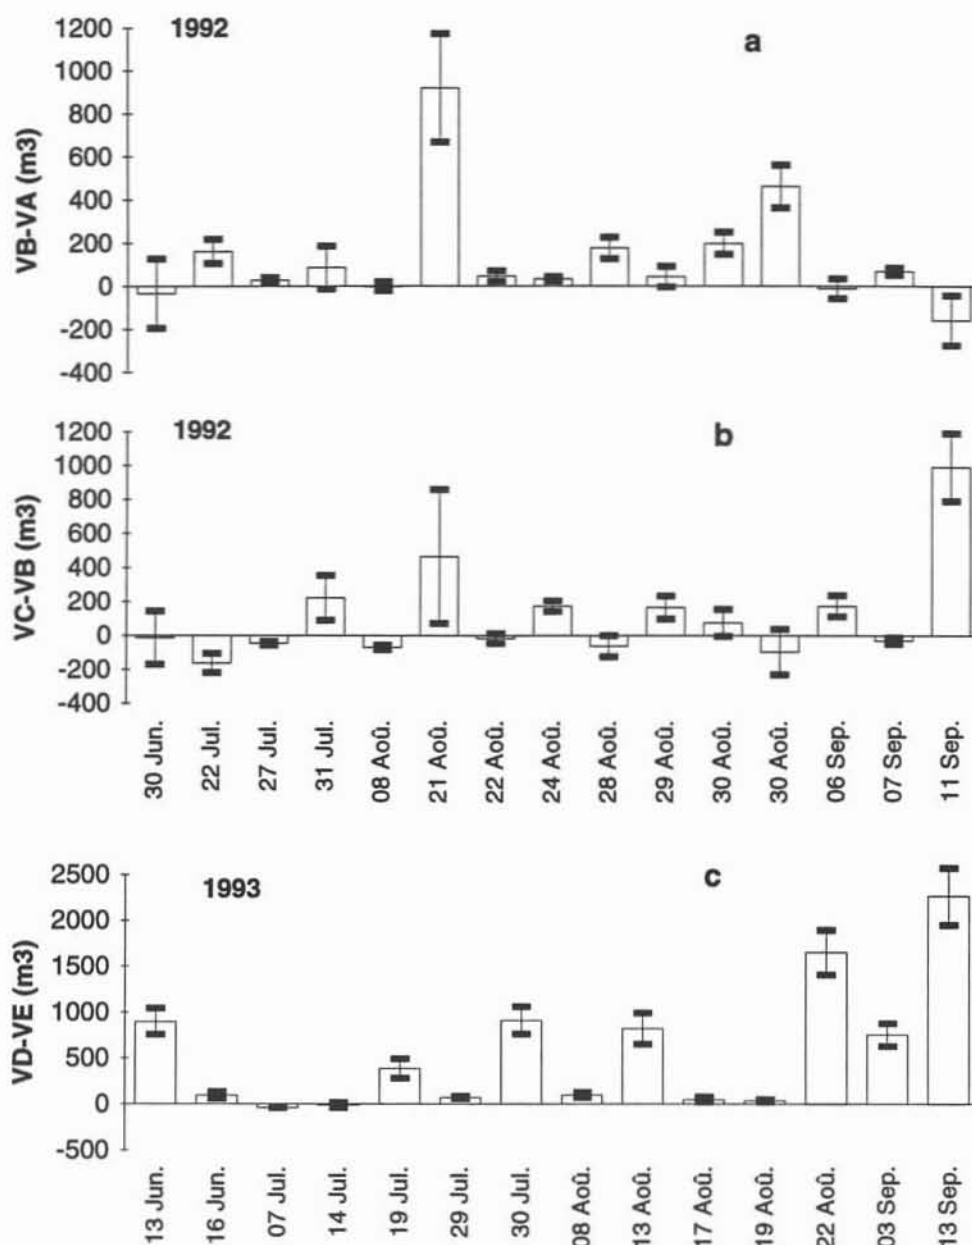 1992
a
1200
1000
800
600
400
200
0
-200
-400
VB-VA (m3)
1992
b
1200
1000
800
600
400
200
0
-200
-400
VC-VB (m3)
30 Jun.
22 Jul.
27 Jul.
31 Jul.
08 Aoû.
21 Aoû.
22 Aoû.
24 Aoû.
28 Aoû.
29 Aoû.
30 Aoû.
30 Aoû.
06 Sep.
07 Sep.
11 Sep.
1993
c
2500
2000
1500
1000
500
0
-500
VD-VE (m3)
13 Jun.
16 Jun.
07 Jul.
14 Jul.
19 Jul.
29 Jul.
30 Jul.
08 Aoû.
13 Aoû.
17 Aoû.
19 Aoû.
22 Aoû.
03 Sep.
13 Sep.